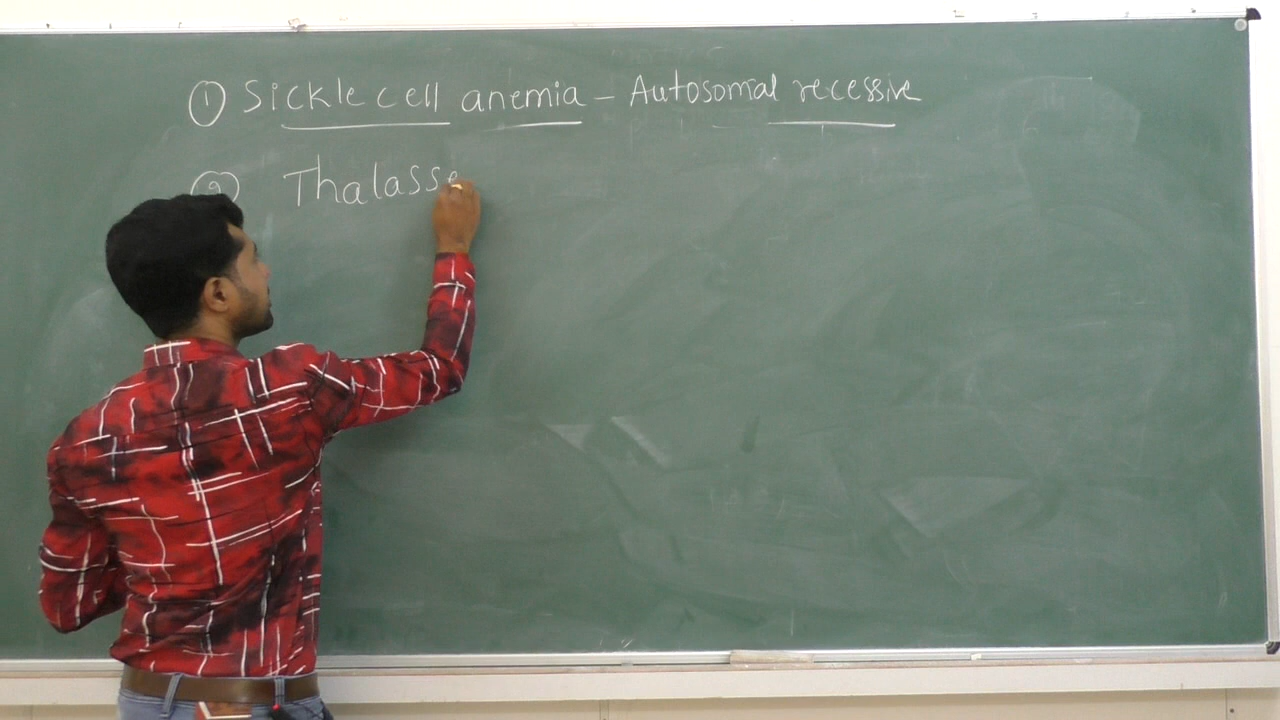 ① Sickle cell anemia - Autosomal recessive
② Thalasse